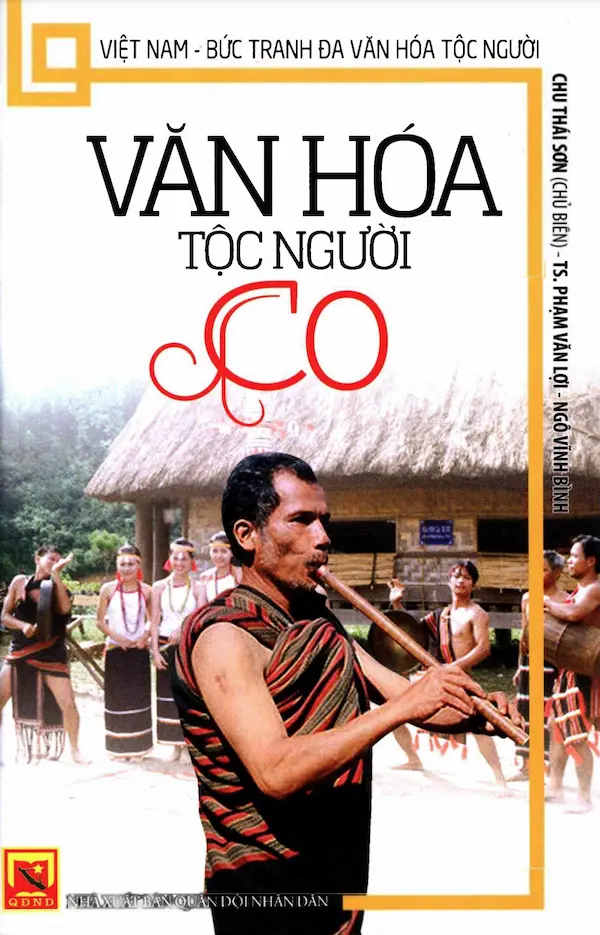 VIỆT NAM - BỨC TRANH ĐA VĂN HÓA TỘC NGƯỜI
VĂN HÓA
TỘC NGƯỜI
CO
CHU THÁI SƠN (CHỦ BIÊN) - TS. PHẠM VĂN LỢI - NGÔ VĨNH BÌNH
QĐND
NHÀ XUẤT BẢN QUÂN ĐỘI NHÂN DÂN